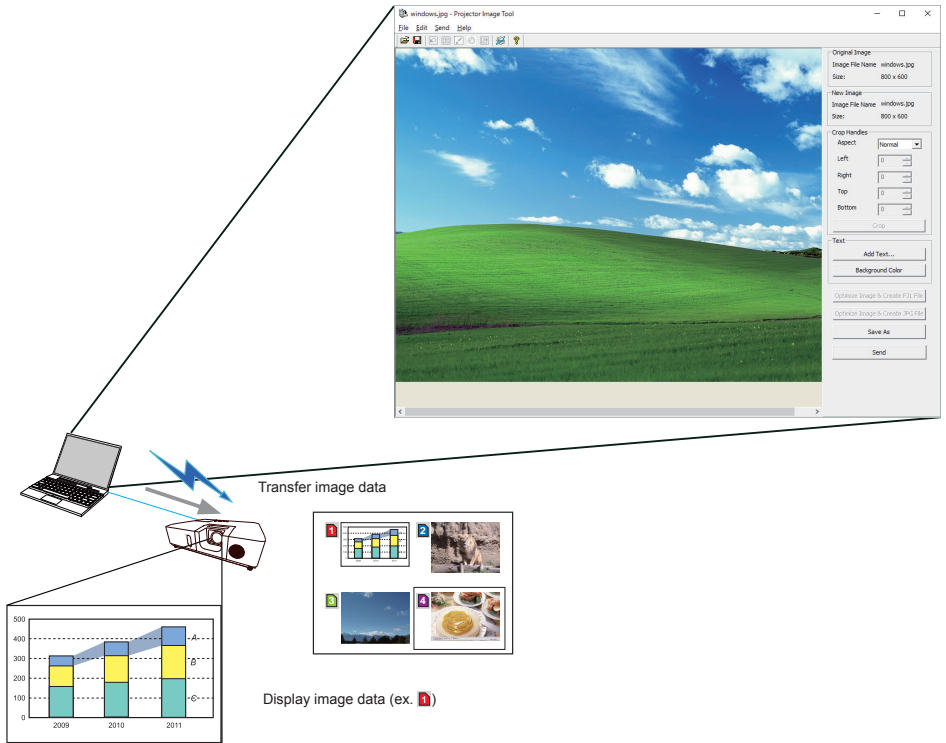 windows.jpg - Projector Image Tool
File Edit Send Help
Original Image
Image File Name windows.jpg
Size: 800 x 600
New Image
Image File Name windows.jpg
Size: 800 x 600
Crop Handles
Aspect Normal
Left 0
Right 0
Top 0
Bottom 0
Crop
Text
Add Text...
Background Color
Optimize Image & Create PJ1 File
Optimize Image & Create JPG File
Save As
Send
Transfer image data
1
2
3
4
500
400
300
200
100
0
A
B
C
2009 2010 2011
Display image data (ex. 1)